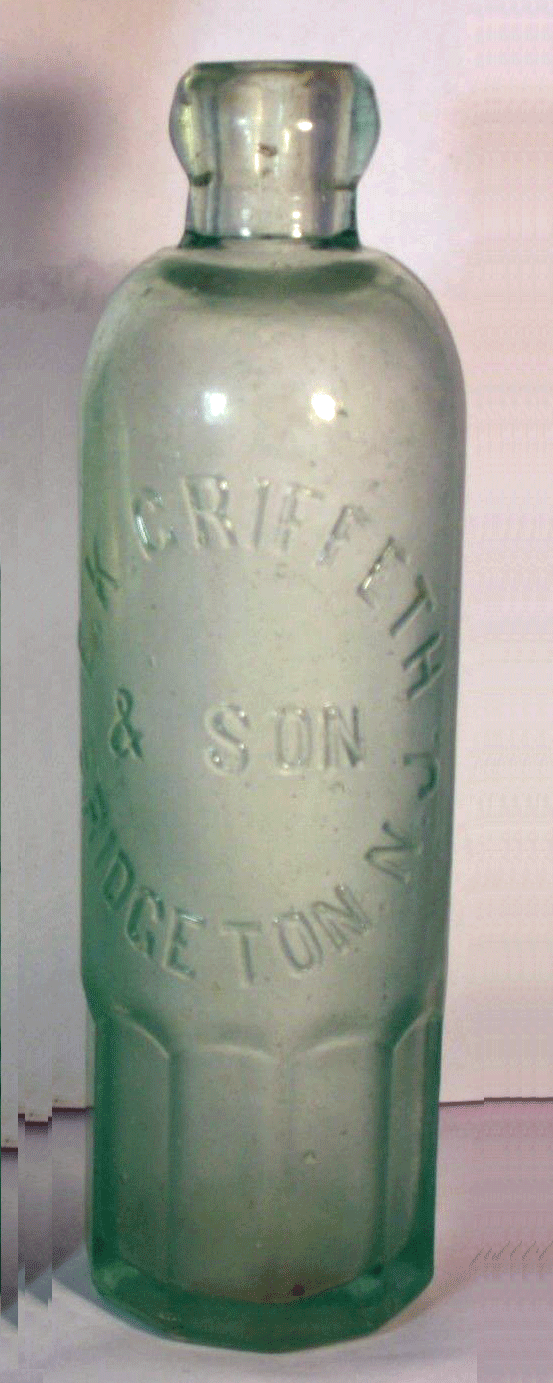 K GRIFFETH
& SON
RIDGETON N.J.